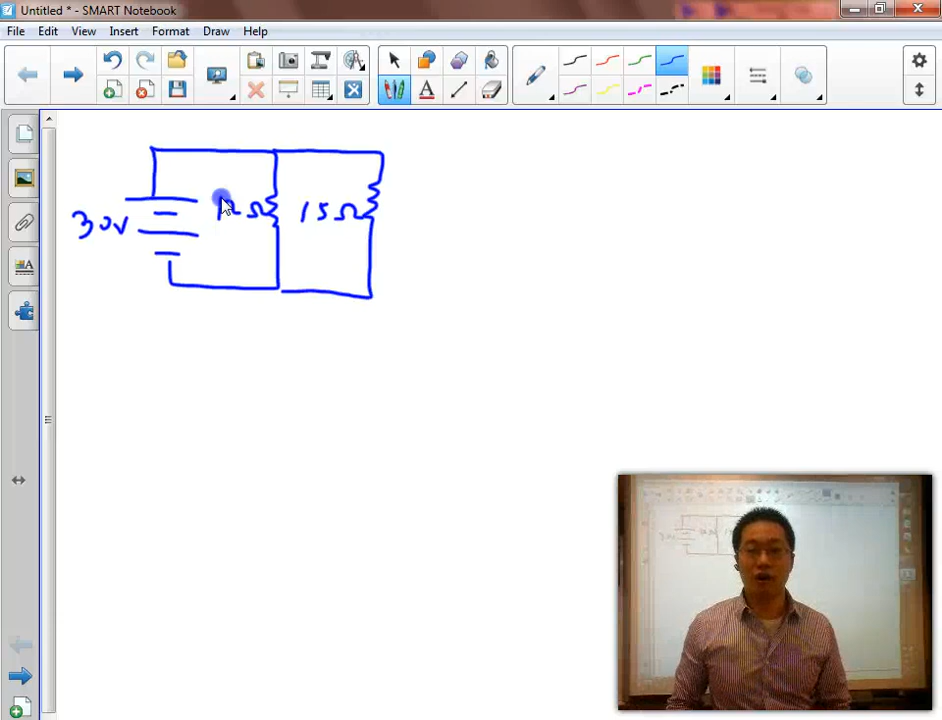 Untitled * - SMART Notebook
File Edit View Insert Format Draw Help
30V
15Ω